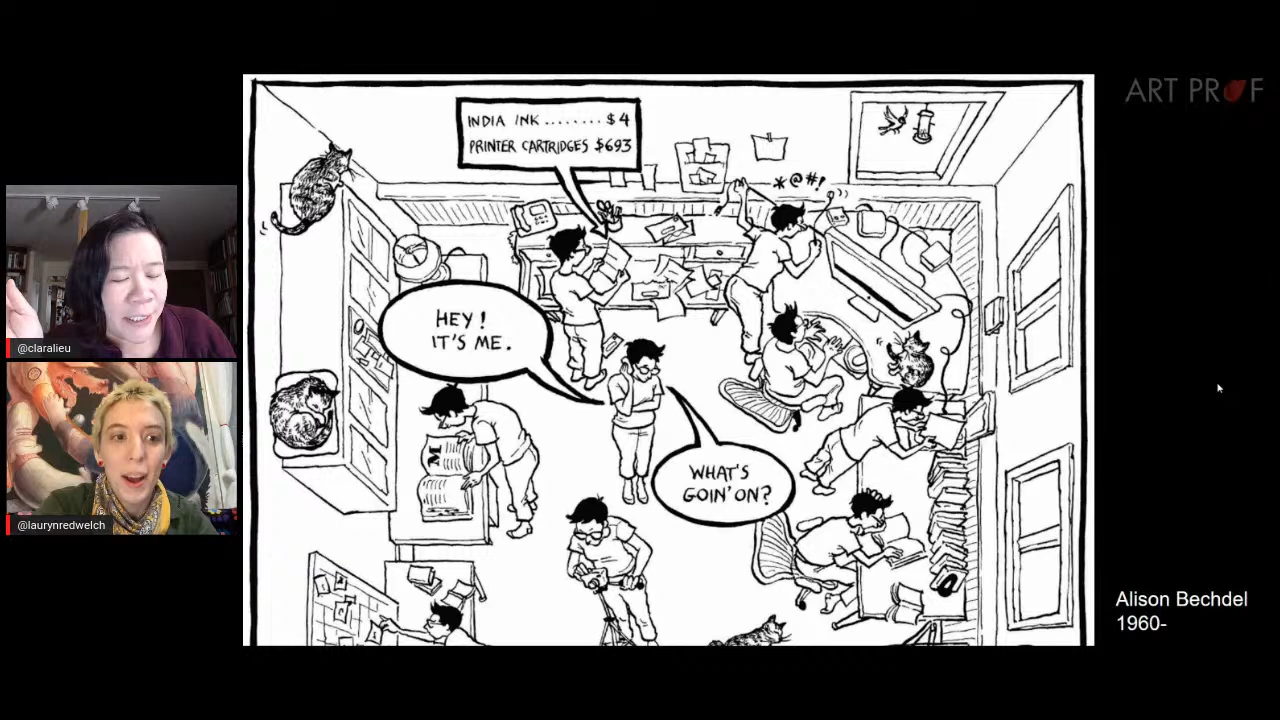 ART PROF
INDIA INK........ $4
PRINTER CARTRIDGES $693
*@#!
HEY!
IT'S ME.
WHAT'S
GOIN' ON?
@claralieu
@laurynredwelch
Alison Bechdel
1960-